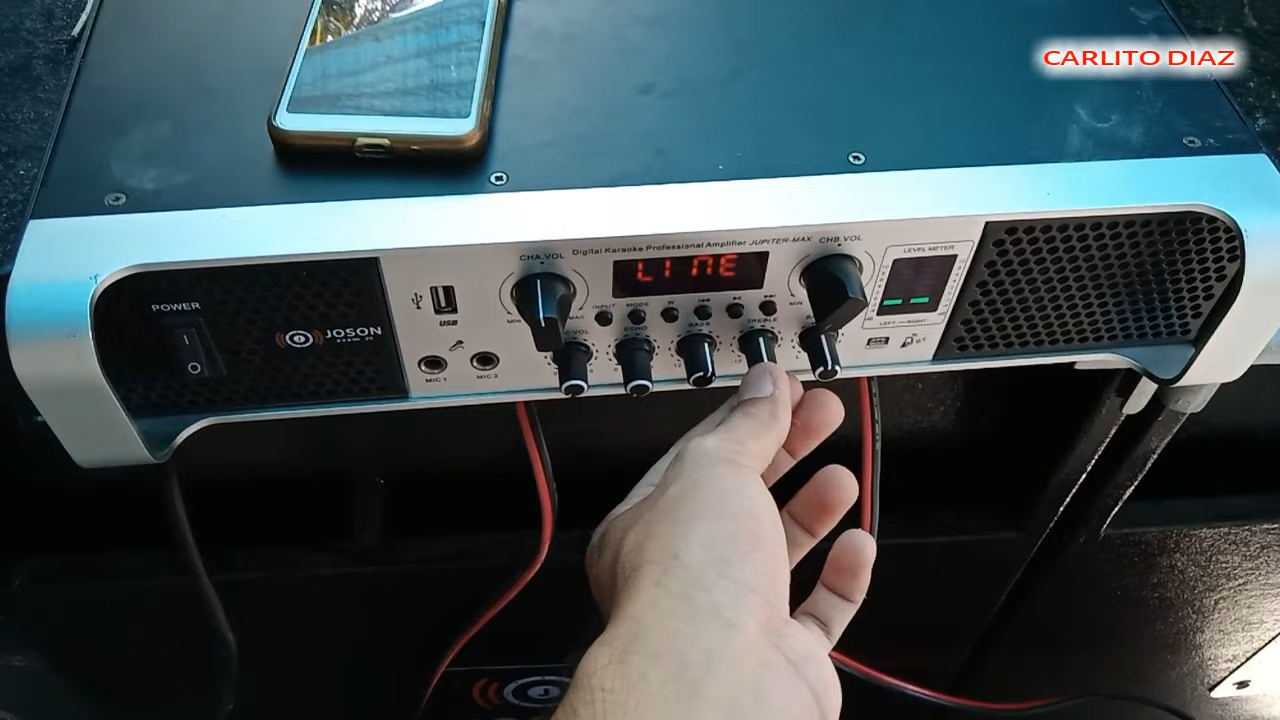 CARLITO DIAZ
Digital Karaoke Professional Amplifier JUPITER-MAX
CHA.VOL
CHB.VOL
LINE
LEVEL METER
POWER
JOSON
USB
MIN
MAX
MIN
INPUT
MODE
ECHO
BASS
TREBLE
LEFT
RIGHT
BT
MIC 1
MIC 2